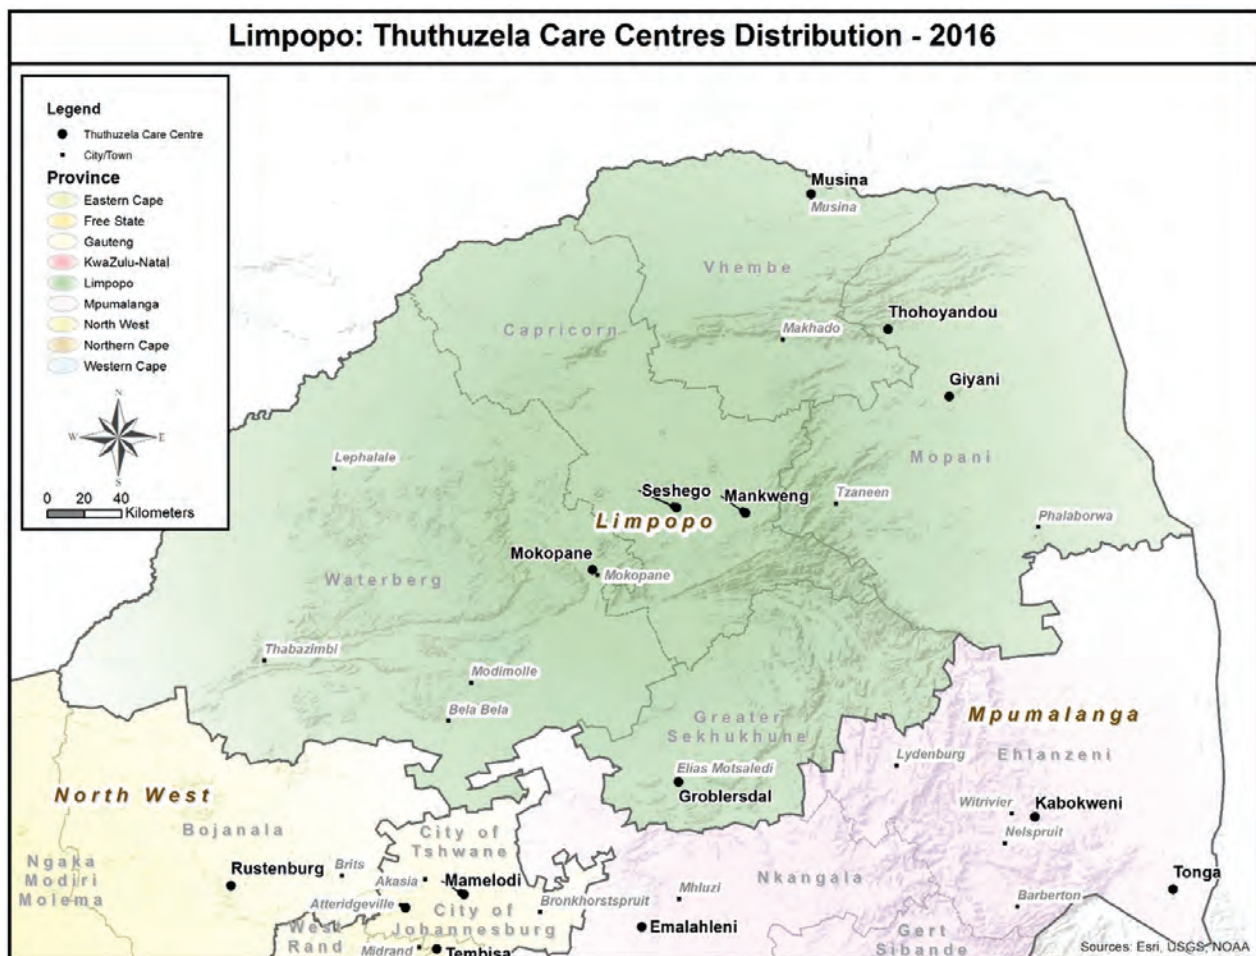 Limpopo: Thuthuzela Care Centres Distribution - 2016
Legend
Thuthuzela Care Centre
City/Town
Province
Eastern Cape
Free State
Gauteng
KwaZulu-Natal
Limpopo
Mpumalanga
North West
Northern Cape
Western Cape
N
W
E
S
0 20 40
Kilometers
Musina
Musina
Vhembe
Thohoyandou
Capricorn
Makhado
Giyani
Lephalale
Mopani
Seshego
Mankweng
Tzaneen
Limpopo
Phalaborwa
Mokopane
Mokopane
Waterberg
Thabazimbi
Modimolle
Bela Bela
Greater
Sekhukhune
Mpumalanga
Lydenburg
Ehlanzeni
Elias Motsaledi
Groblersdal
North West
Witrivier
Kabokweni
Nelspruit
Bojanala
City of
Tshwane
Ngaka
Modiri
Molema
Rustenburg
Brits
Akasia
Mamelodi
Nkangala
Tonga
Atteridgeville
Bronkhorstspruit
Mhluzi
Barberton
City of
Johannesburg
West
Rand
Emalahleni
Gert
Sibande
Midrand
Tembisa
Sources: Esri, USGS, NOAA